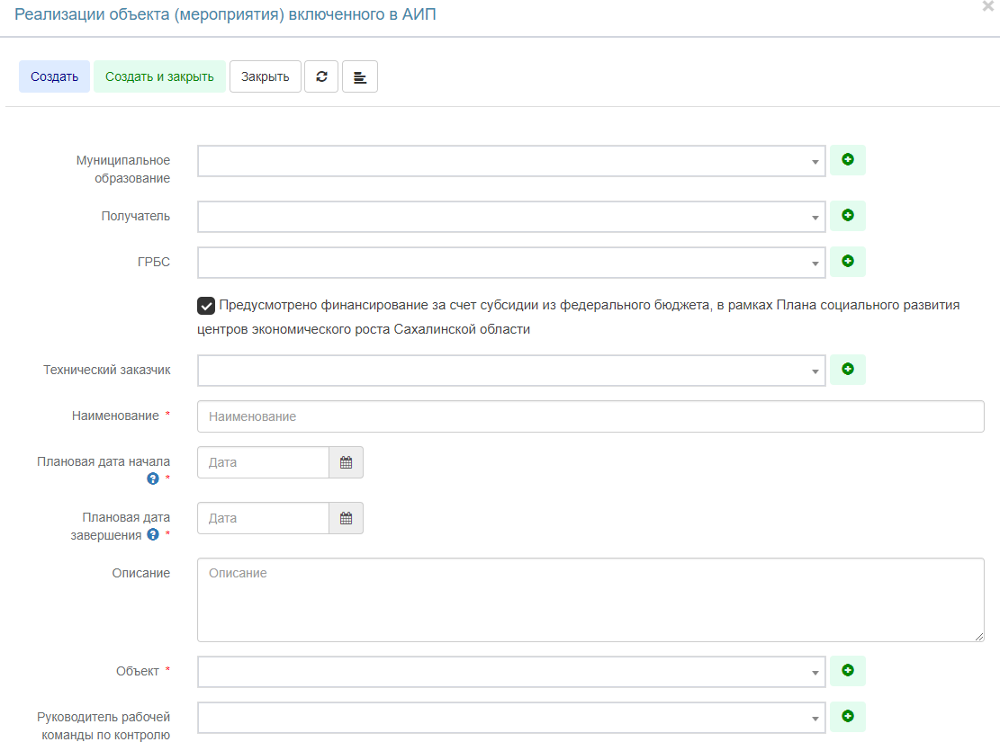 Реализации объекта (мероприятия) включенного в АИП
Создать
Создать и закрыть
Закрыть
Муниципальное
образование
Получатель
ГРБС
Предусмотрено финансирование за счет субсидии из федерального бюджета, в рамках Плана социального развития
центров экономического роста Сахалинской области
Технический заказчик
Наименование *
Наименование
Плановая дата начала
*
Дата
Плановая дата
завершения *
Дата
Описание
Описание
Объект *
Руководитель рабочей
команды по контролю